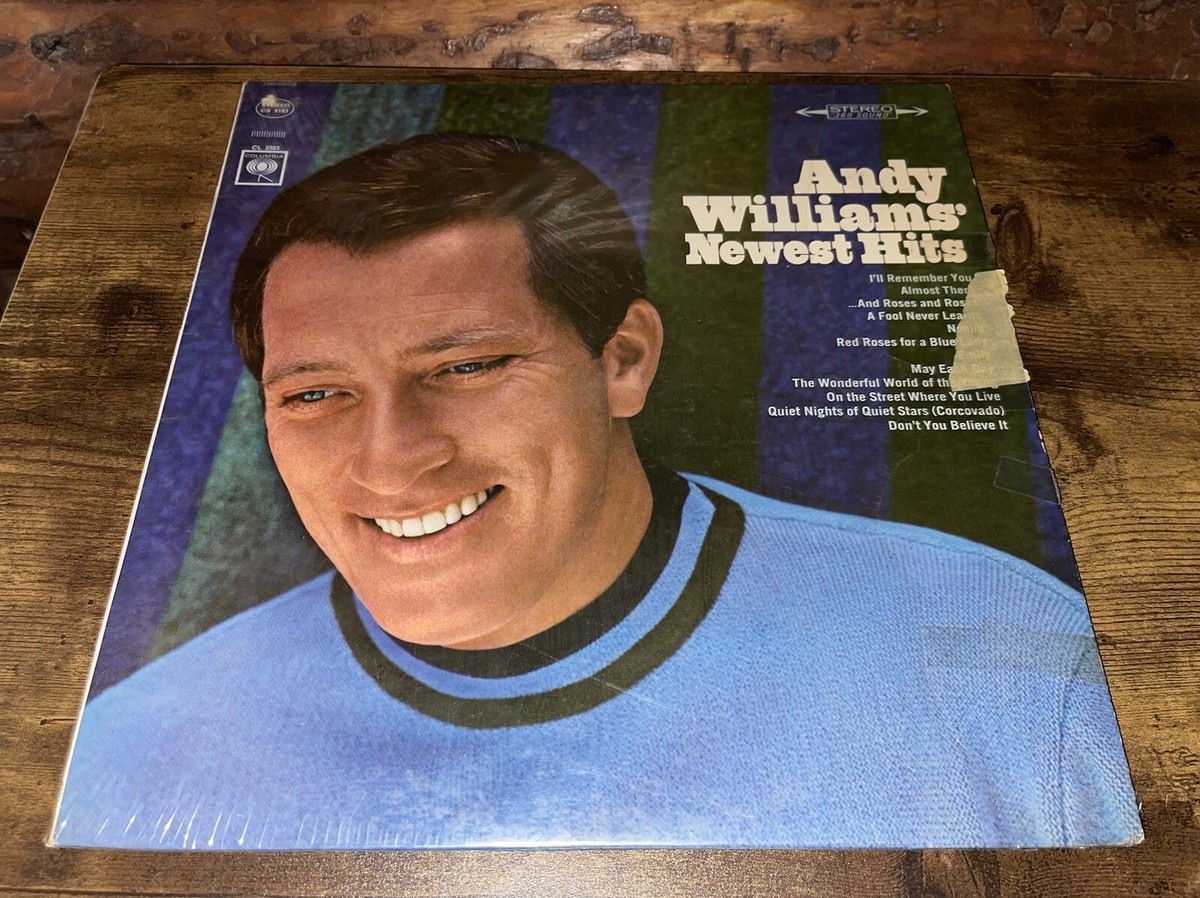 STEREO
CS 9183
CL 2383
COLUMBIA
STEREO
"360 SOUND"
Andy
Williams'
Newest Hits
I'll Remember You
Almost There
...And Roses and Roses
A Fool Never Learns
Noelle
Red Roses for a Blue Lady
Emily
May Each Day
The Wonderful World of the
On the Street Where You Live
Quiet Nights of Quiet Stars (Corcovado)
Don't You Believe It